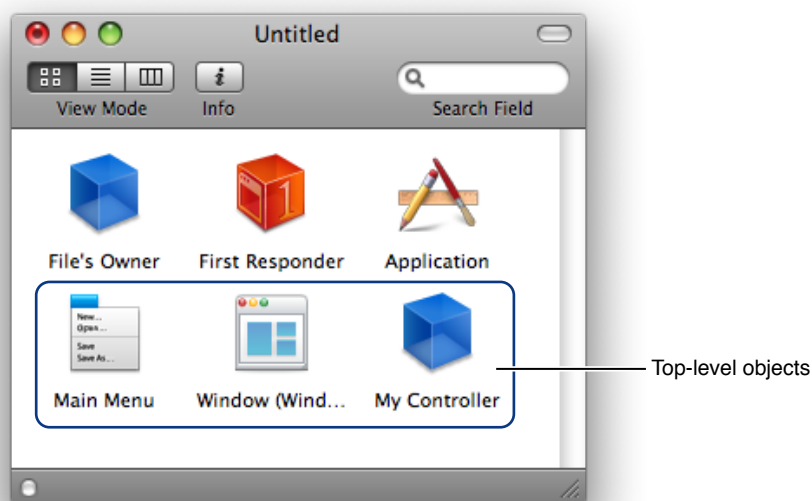 Untitled
View Mode
Info
Search Field
File's Owner
First Responder
Application
New...
Open...
Save
Save As...
Main Menu
Window (Wind...
My Controller
Top-level objects